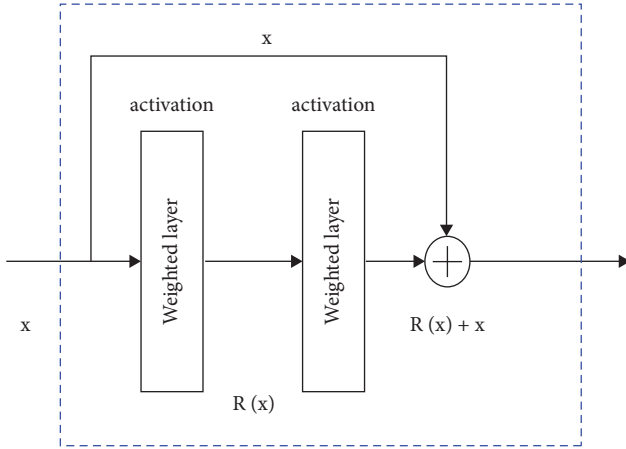 x
activation
activation
Weighted layer
Weighted layer
x
R (x) + x
R (x)